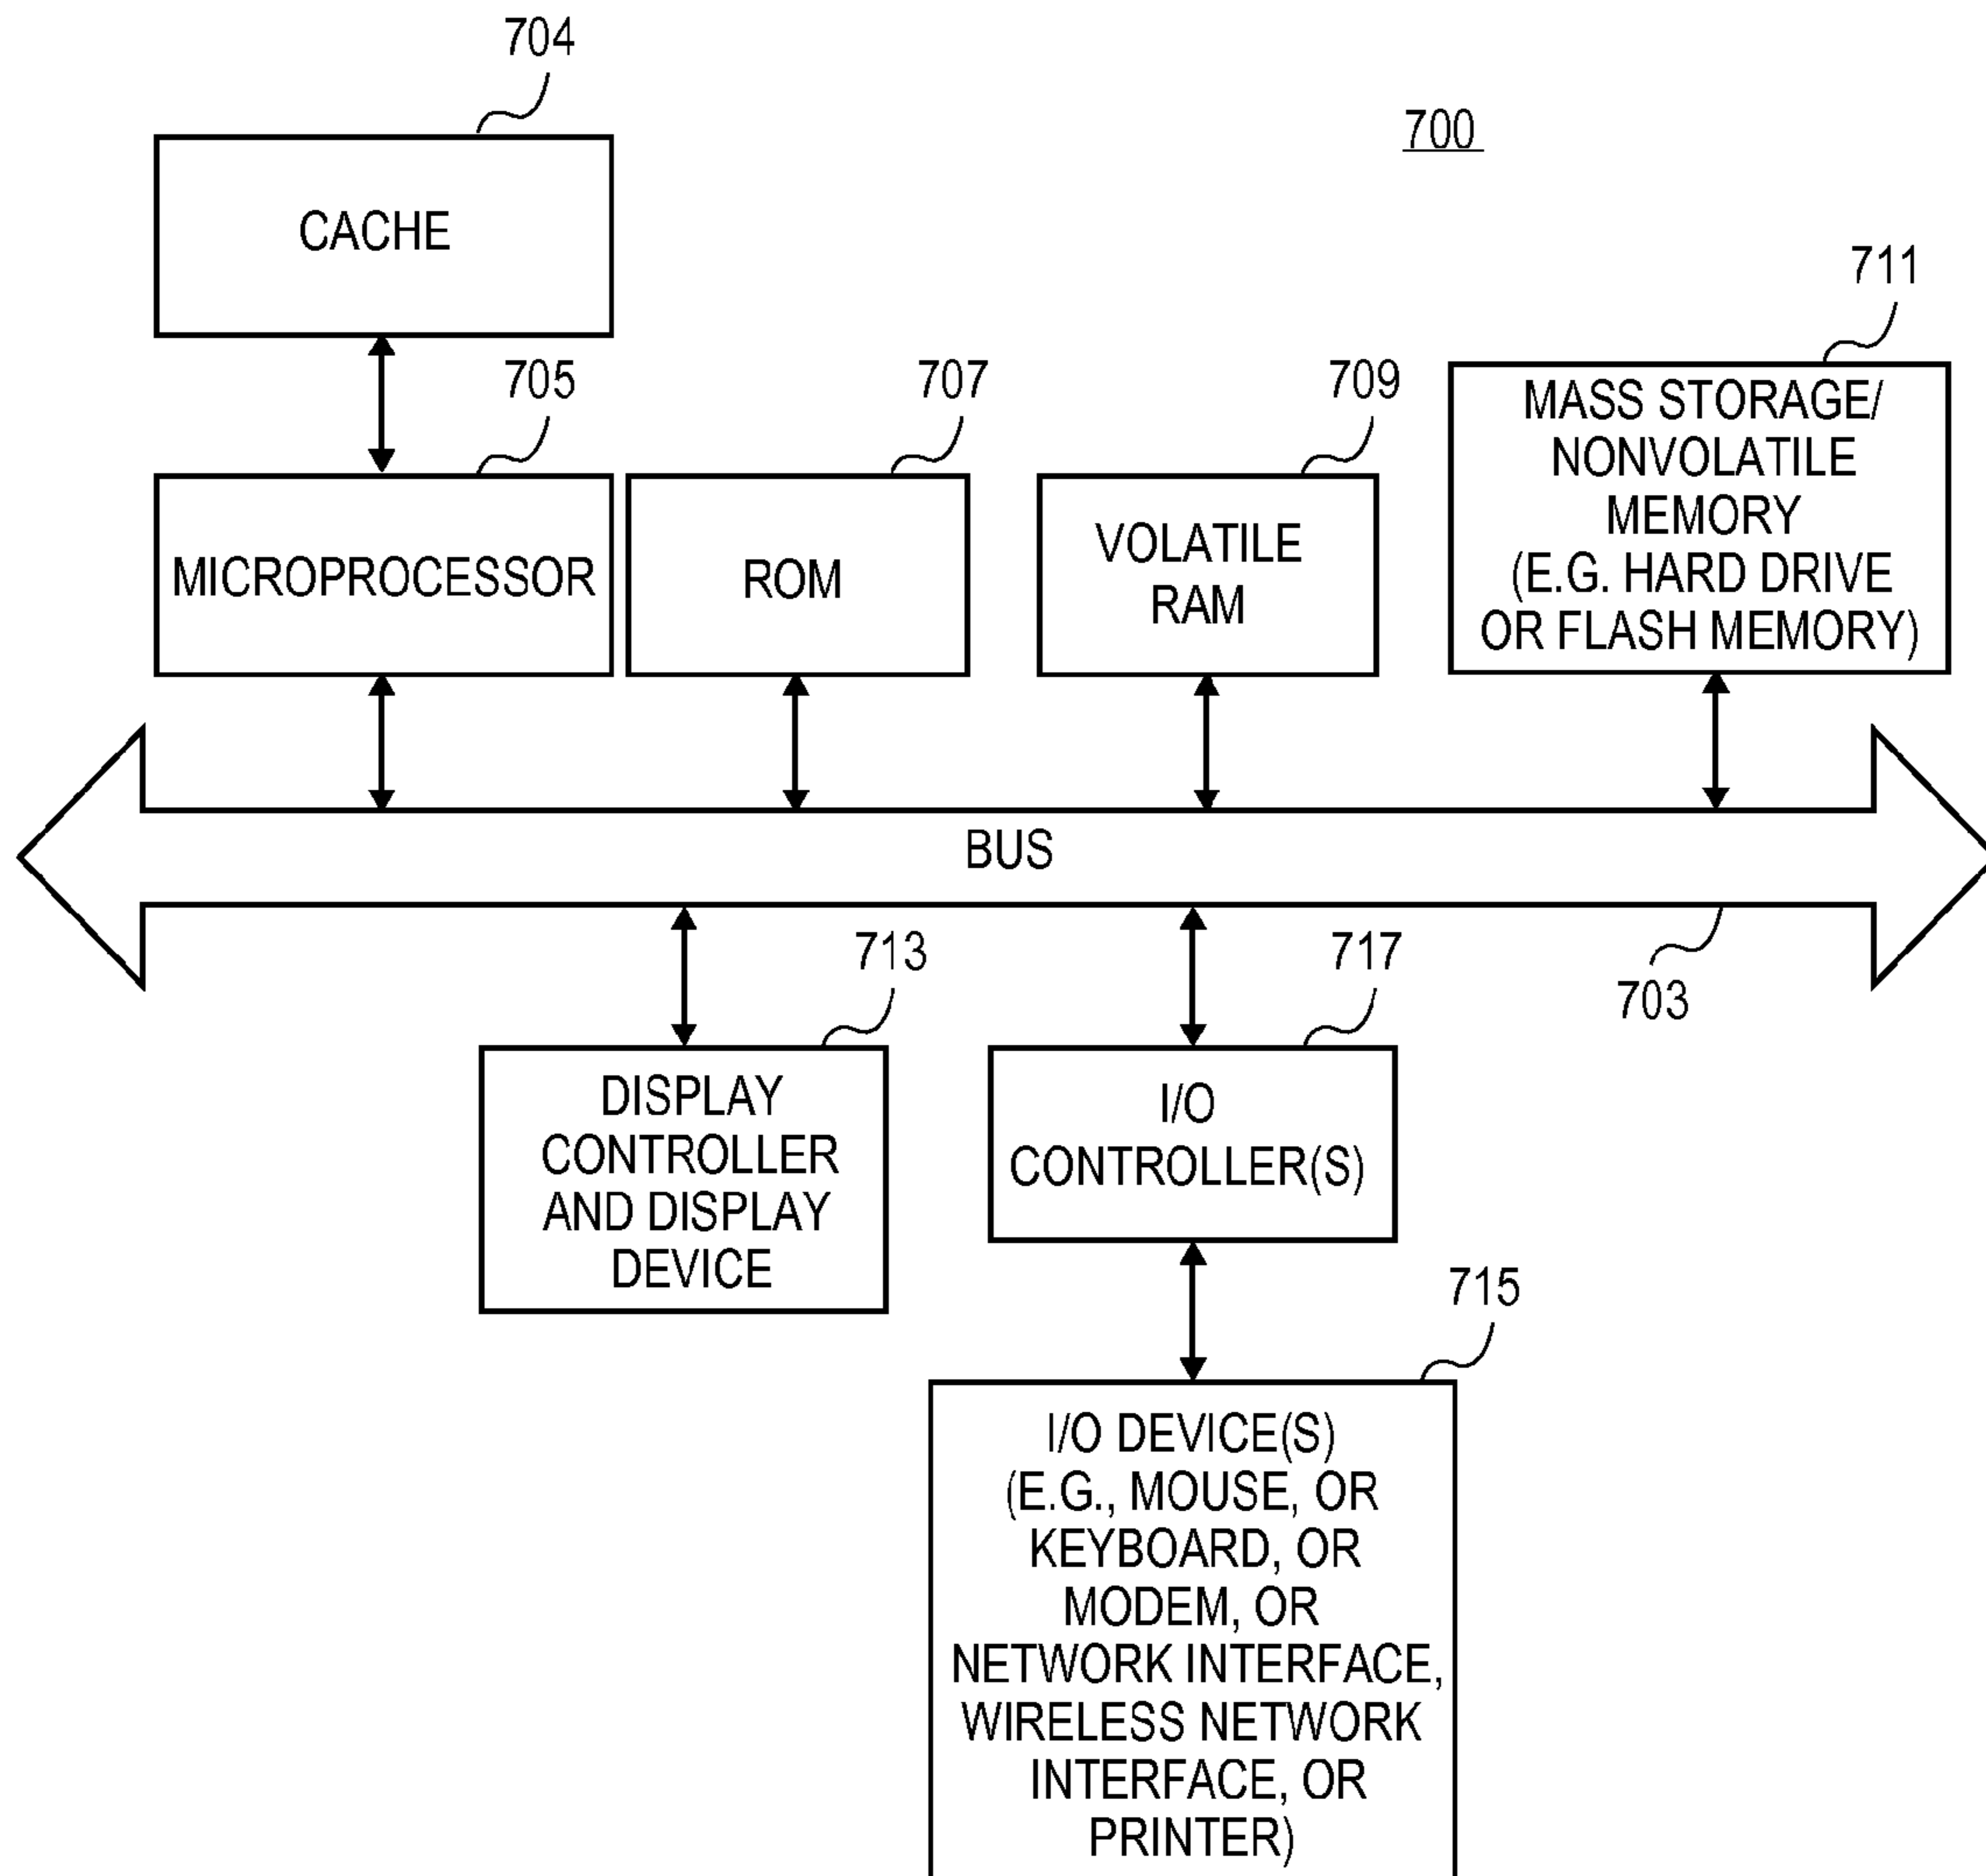 704
700
CACHE
711
705
707
709
MASS STORAGE/
NONVOLATILE
MEMORY
(E.G. HARD DRIVE
OR FLASH MEMORY)
MICROPROCESSOR
ROM
VOLATILE
RAM
BUS
713
717
703
DISPLAY
CONTROLLER
AND DISPLAY
DEVICE
I/O
CONTROLLER(S)
715
I/O DEVICE(S)
(E.G., MOUSE, OR
KEYBOARD, OR
MODEM, OR
NETWORK INTERFACE,
WIRELESS NETWORK
INTERFACE, OR
PRINTER)